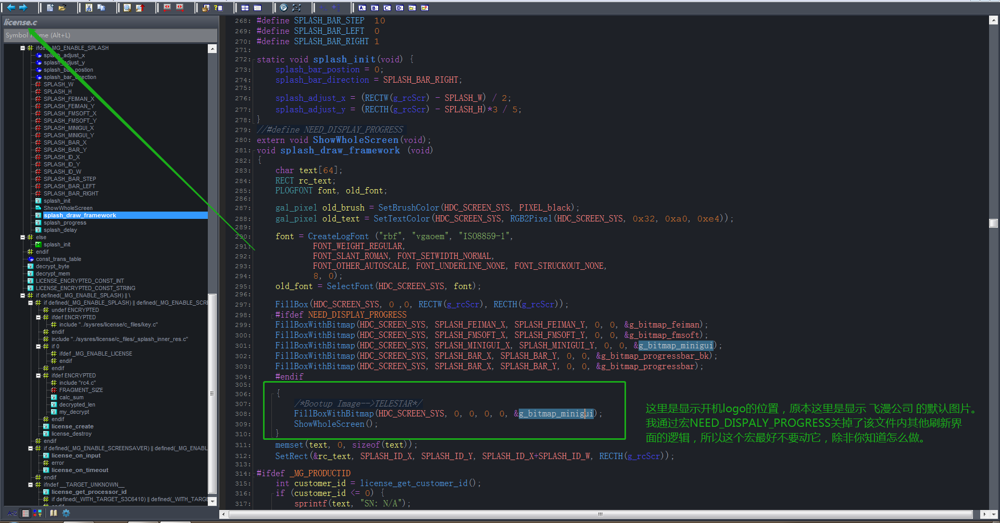 license.c
Symbol Name (Alt+L)
ifdef _MG_ENABLE_SPLASH
splash_adjust_x
splash_adjust_y
splash_bar_postion
splash_bar_direction
SPLASH_W
SPLASH_H
SPLASH_FEIMAN_X
SPLASH_FEIMAN_Y
SPLASH_FMSOFT_X
SPLASH_FMSOFT_Y
SPLASH_MINIGUI_X
SPLASH_MINIGUI_Y
SPLASH_BAR_X
SPLASH_BAR_Y
SPLASH_ID_X
SPLASH_ID_Y
SPLASH_ID_W
SPLASH_BAR_STEP
SPLASH_BAR_LEFT
SPLASH_BAR_RIGHT
splash_init
ShowWholeScreen
splash_draw_framework
splash_progress
splash_delay
else
splash_init
endif
const_trans_table
decrypt_byte
decrypt_mem
LICENSE_ENCRYPTED_CONST_INT
LICENSE_ENCRYPTED_CONST_STRING
if defined(_MG_ENABLE_SPLASH) || \
if defined(_MG_ENABLE_SPLASH) || defined(_MG_ENABLE_SCRE
undef ENCRYPTED
ifdef ENCRYPTED
include "../sysres/license/c_files/key.c"
endif
include "../sysres/license/c_files/_splash_inner_res.c"
if 0
ifdef _MG_ENABLE_LICENSE
endif
endif
ifdef ENCRYPTED
include "rc4.c"
FRAGMENT_SIZE
calc_sum
decrypted_len
my_decrypt
endif
license_create
license_destroy
endif
if defined(_MG_ENABLE_SCREENSAVER) || defined(_MG_ENABL
license_on_input
error
license_on_timeout
endif
ifndef __TARGET_UNKNOWN__
license_get_processor_id
if defined(_WITH_TARGET_S3C6410) || defined(_WITH_TARGE
endif
268: #define SPLASH_BAR_STEP 10
269: #define SPLASH_BAR_LEFT 0
270: #define SPLASH_BAR_RIGHT 1
271:
272: static void splash_init(void) {
273: splash_bar_postion = 0;
274: splash_bar_direction = SPLASH_BAR_RIGHT;
275:
276: splash_adjust_x = (RECTW(g_rcScr) - SPLASH_W) / 2;
277: splash_adjust_y = (RECTH(g_rcScr) - SPLASH_H)*3 / 5;
278: }
279: //#define NEED_DISPLAY_PROGRESS
280: extern void ShowWholeScreen(void);
281: void splash_draw_framework (void)
282: {
283: char text[64];
284: RECT rc_text;
285: PLOGFONT font, old_font;
286:
287: gal_pixel old_brush = SetBrushColor(HDC_SCREEN_SYS, PIXEL_black);
288: gal_pixel old_text = SetTextColor(HDC_SCREEN_SYS, RGB2Pixel(HDC_SCREEN_SYS, 0x32, 0xa0, 0xe4));
289:
290: font = CreateLogFont ("rbf", "vgaoem", "ISO8859-1",
291: FONT_WEIGHT_REGULAR,
292: FONT_SLANT_ROMAN, FONT_SETWIDTH_NORMAL,
293: FONT_OTHER_AUTOSCALE, FONT_UNDERLINE_NONE, FONT_STRUCKOUT_NONE,
294: 8, 0);
295: old_font = SelectFont(HDC_SCREEN_SYS, font);
296:
297: FillBox(HDC_SCREEN_SYS, 0 ,0, RECTW(g_rcScr), RECTH(g_rcScr));
298: #ifdef NEED_DISPLAY_PROGRESS
299: FillBoxWithBitmap(HDC_SCREEN_SYS, SPLASH_FEIMAN_X, SPLASH_FEIMAN_Y, 0, 0, &g_bitmap_feiman);
300: FillBoxWithBitmap(HDC_SCREEN_SYS, SPLASH_FMSOFT_X, SPLASH_FMSOFT_Y, 0, 0, &g_bitmap_fmsoft);
301: FillBoxWithBitmap(HDC_SCREEN_SYS, SPLASH_MINIGUI_X, SPLASH_MINIGUI_Y, 0, 0, &g_bitmap_minigui);
302: FillBoxWithBitmap(HDC_SCREEN_SYS, SPLASH_BAR_X, SPLASH_BAR_Y, 0, 0, &g_bitmap_progressbar_bk);
303: FillBoxWithBitmap(HDC_SCREEN_SYS, SPLASH_BAR_X, SPLASH_BAR_Y, 0, 0, &g_bitmap_progressbar);
304: #endif
305:
306: {
307: /*Bootup Image-->TELESTAR*/
308: FillBoxWithBitmap(HDC_SCREEN_SYS, 0, 0, 0, 0, &g_bitmap_minigui);
309: ShowWholeScreen();
310: }
311: memset(text, 0, sizeof(text));
312: SetRect(&rc_text, SPLASH_ID_X, SPLASH_ID_Y, SPLASH_ID_X+SPLASH_ID_W, RECTH(g_rcScr));
313:
314: #ifdef _MG_PRODUCTID
315: int customer_id = license_get_customer_id();
316: if (customer_id <= 0) {
317: sprintf(text, "SN: N/A");
这里是显示开机logo的位置，原本这里是显示 飞漫公司 的默认图片。
我通过宏NEED_DISPALY_PROGRESS关掉了该文件内其他刷新界
面的逻辑，所以这个宏最好不要动它，除非你知道怎么做。